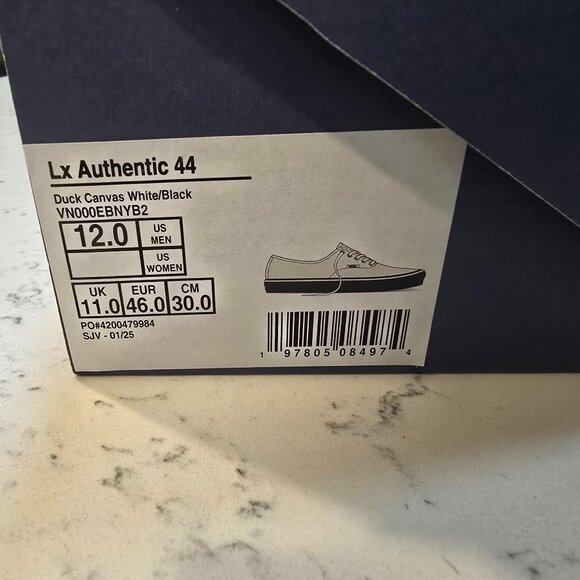 Lx Authentic 44
Duck Canvas White/Black
VN000EBNYB2
12.0 US MEN
US WOMEN
UK EUR CM
11.0 46.0 30.0
PO#4200479984
SJV - 01/25
1 97805 08497 4